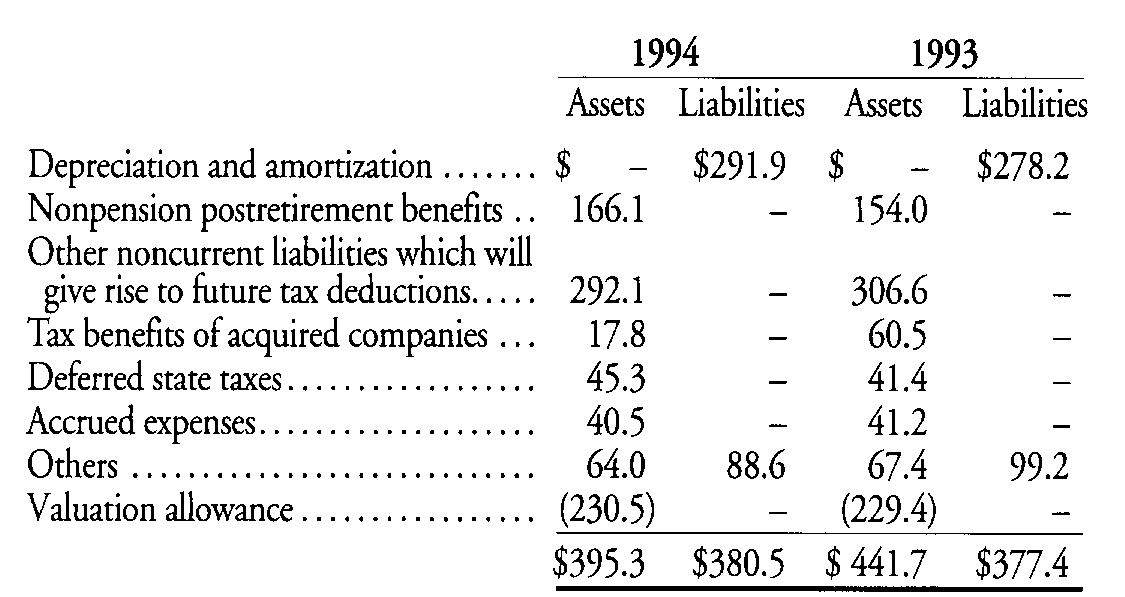 1994 1993
Assets Liabilities Assets Liabilities
Depreciation and amortization ....... $ – $291.9 $ – $278.2
Nonpension postretirement benefits .. 166.1 – 154.0 –
Other noncurrent liabilities which will
give rise to future tax deductions..... 292.1 – 306.6 –
Tax benefits of acquired companies ... 17.8 – 60.5 –
Deferred state taxes.................. 45.3 – 41.4 –
Accrued expenses.................... 40.5 – 41.2 –
Others ............................. 64.0 88.6 67.4 99.2
Valuation allowance ................. (230.5) – (229.4) –
$395.3 $380.5 $ 441.7 $377.4